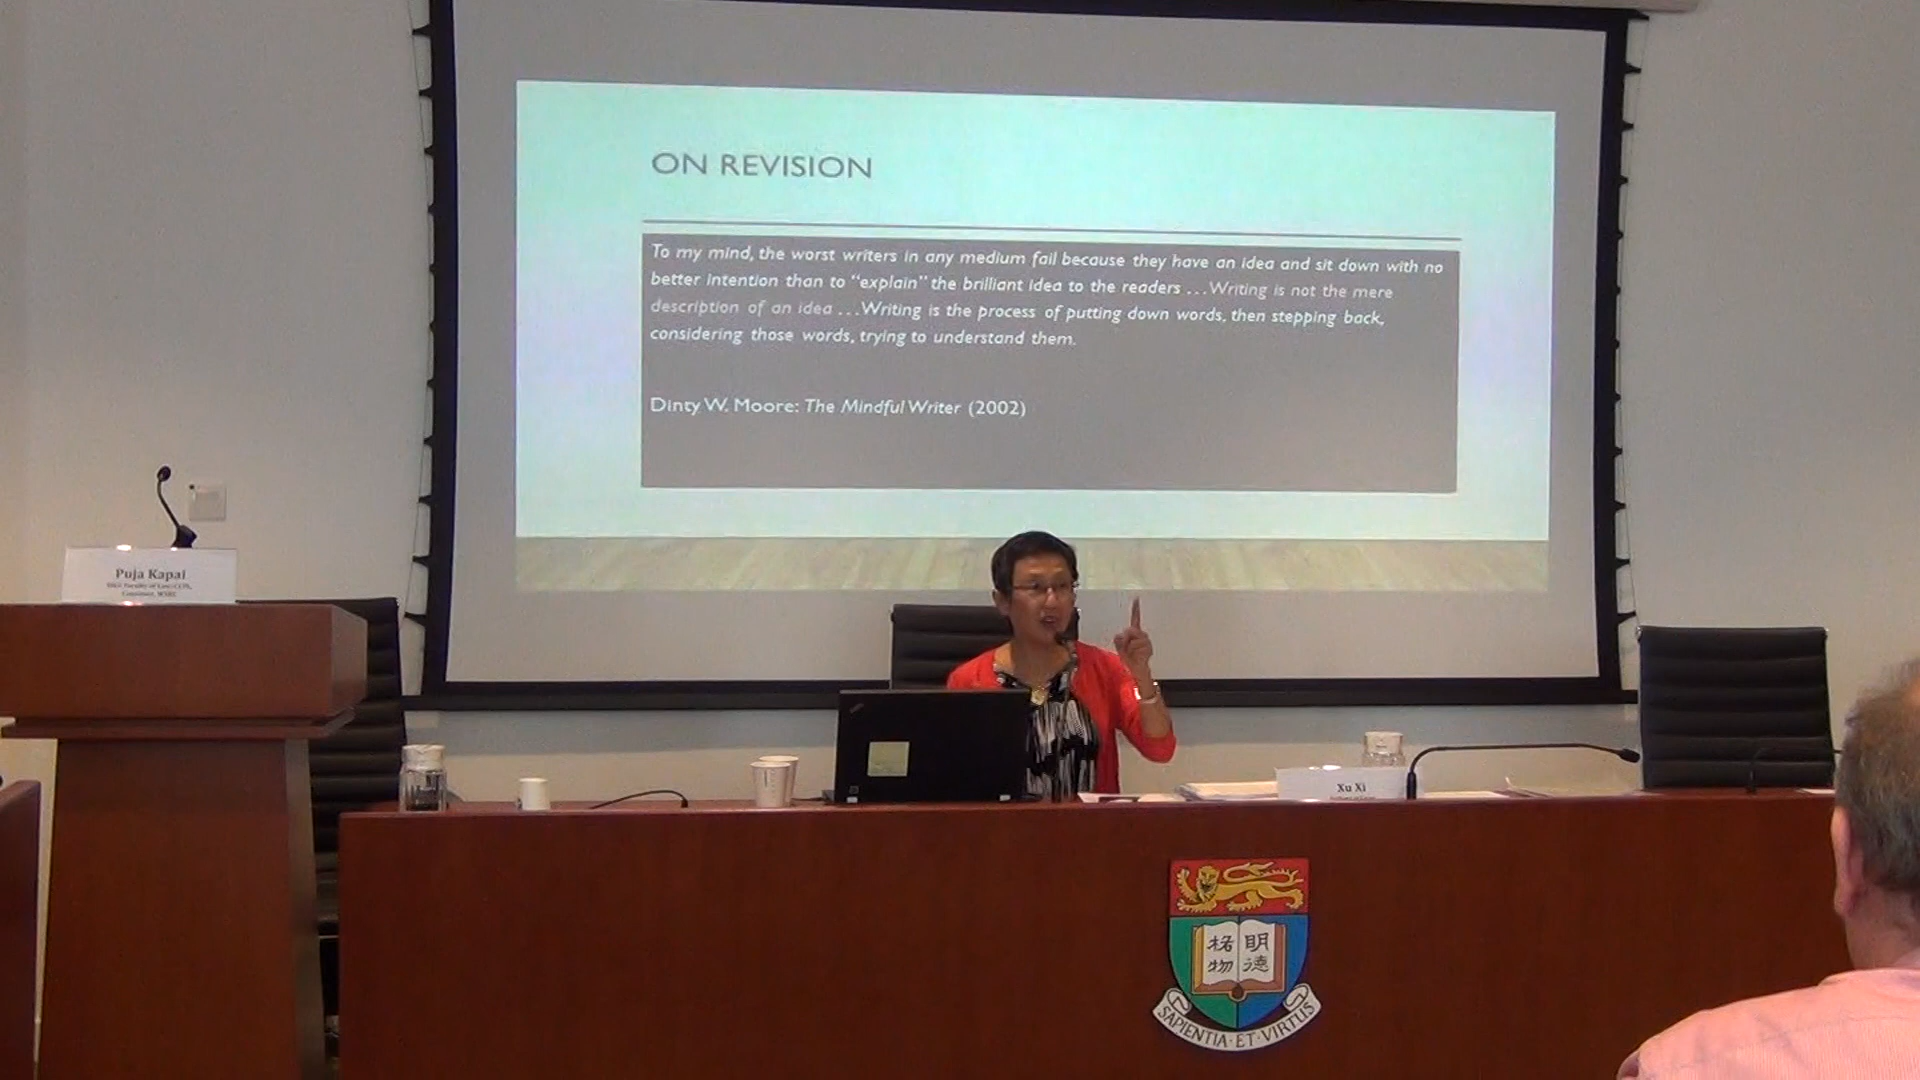 ON REVISION
To my mind, the worst writers in any medium fail because they have an idea and sit down with no
better intention than to “explain” the brilliant idea to the readers …Writing is not the mere
description of an idea …Writing is the process of putting down words, then stepping back,
considering those words, trying to understand them.
Dinty W. Moore: The Mindful Writer (2002)
Puja Kapai
Xu Xi
格 明
物 德
SAPIENTIA·ET·VIRTUS